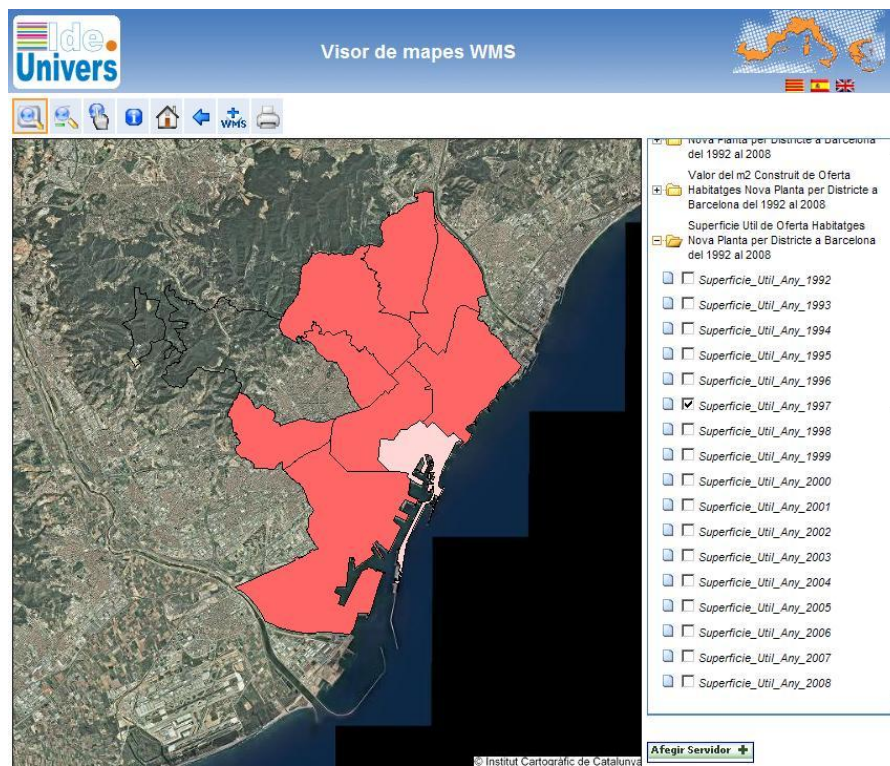 Ide.
Univers
Visor de mapes WMS
WMS
Nova Planta per Districte a Barcelona
del 1992 al 2008
Valor del m2 Construit de Oferta
Habitatges Nova Planta per Districte a
Barcelona del 1992 al 2008
Superficie Util de Oferta Habitatges
Nova Planta per Districte a Barcelona
del 1992 al 2008
Superficie_Util_Any_1992
Superficie_Util_Any_1993
Superficie_Util_Any_1994
Superficie_Util_Any_1995
Superficie_Util_Any_1996
Superficie_Util_Any_1997
Superficie_Util_Any_1998
Superficie_Util_Any_1999
Superficie_Util_Any_2000
Superficie_Util_Any_2001
Superficie_Util_Any_2002
Superficie_Util_Any_2003
Superficie_Util_Any_2004
Superficie_Util_Any_2005
Superficie_Util_Any_2006
Superficie_Util_Any_2007
Superficie_Util_Any_2008
Afegir Servidor
© Institut Cartogràfic de Catalunya